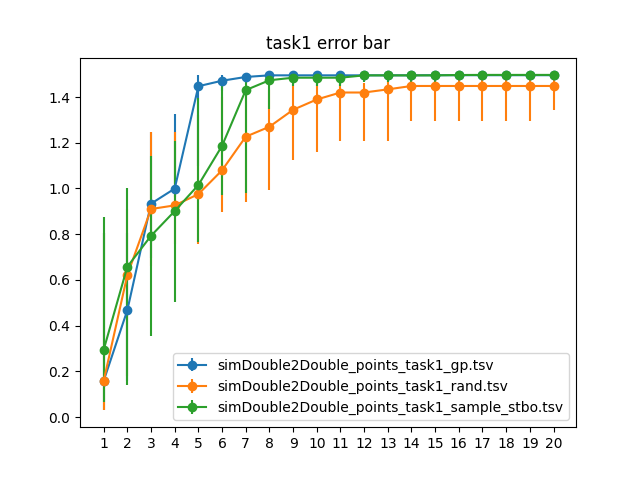 task1 error bar
1.4
1.2
1.0
0.8
0.6
0.4
0.2
0.0
simDouble2Double_points_task1_gp.tsv
simDouble2Double_points_task1_rand.tsv
simDouble2Double_points_task1_sample_stbo.tsv
1 2 3 4 5 6 7 8 9 10 11 12 13 14 15 16 17 18 19 20